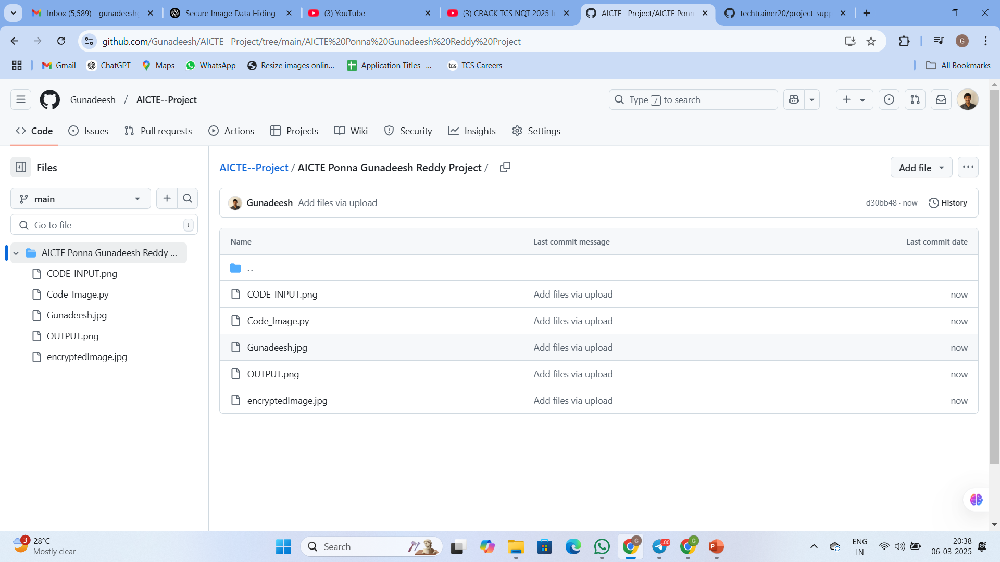 Inbox (5,589) - gunadeesh
Secure Image Data Hiding
(3) YouTube
(3) CRACK TCS NQT 2025 I
AICTE--Project/AICTE Ponn
techtrainer20/project_supp
github.com/Gunadeesh/AICTE--Project/tree/main/AICTE%20Ponna%20Gunadeesh%20Reddy%20Project
G
Gmail
ChatGPT
Maps
WhatsApp
Resize images onlin...
Application Titles -...
tcs TCS Careers
All Bookmarks
Gunadeesh / AICTE--Project
Type / to search
Code
Issues
Pull requests
Actions
Projects
Wiki
Security
Insights
Settings
Files
main
Go to file
t
AICTE Ponna Gunadeesh Reddy ...
CODE_INPUT.png
Code_Image.py
Gunadeesh.jpg
OUTPUT.png
encryptedImage.jpg
AICTE--Project / AICTE Ponna Gunadeesh Reddy Project /
Add file
Gunadeesh Add files via upload
d30bb48 · now
History
Name Last commit message Last commit date
..
CODE_INPUT.png Add files via upload now
Code_Image.py Add files via upload now
Gunadeesh.jpg Add files via upload now
OUTPUT.png Add files via upload now
encryptedImage.jpg Add files via upload now
3
28°C
Mostly clear
Search
G
.00
G
P
ENG
IN
20:38
06-03-2025